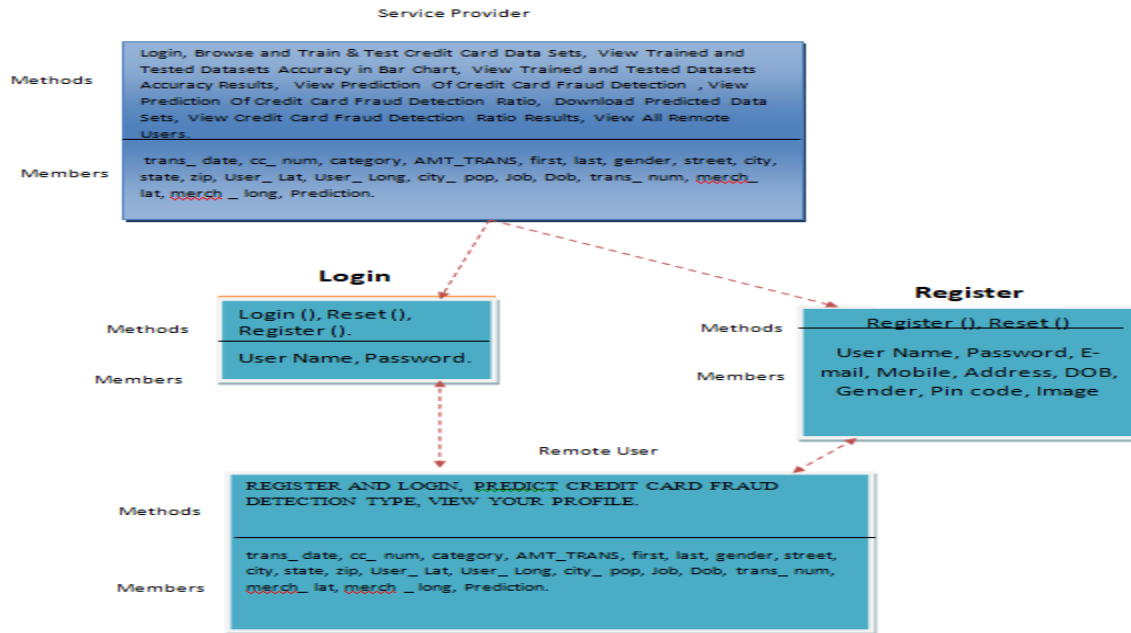 Service Provider
Methods
Login, Browse and Train & Test Credit Card Data Sets, View Trained and
Tested Datasets Accuracy in Bar Chart, View Trained and Tested Datasets
Accuracy Results, View Prediction Of Credit Card Fraud Detection , View
Prediction Of Credit Card Fraud Detection Ratio, Download Predicted Data
Sets, View Credit Card Fraud Detection Ratio Results, View All Remote
Users.
Members
trans_ date, cc_ num, category, AMT_TRANS, first, last, gender, street, city,
state, zip, User_ Lat, User_ Long, city_ pop, Job, Dob, trans_ num, merch_
lat, merch _ long, Prediction.
Login
Methods
Login (), Reset (),
Register ().
Members
User Name, Password.
Register
Methods
Register (), Reset ()
Members
User Name, Password, E-
mail, Mobile, Address, DOB,
Gender, Pin code, Image
Remote User
Methods
REGISTER AND LOGIN, PREDICT CREDIT CARD FRAUD
DETECTION TYPE, VIEW YOUR PROFILE.
Members
trans_ date, cc_ num, category, AMT_TRANS, first, last, gender, street,
city, state, zip, User_ Lat, User_ Long, city_ pop, Job, Dob, trans_ num,
merch_ lat, merch _ long, Prediction.